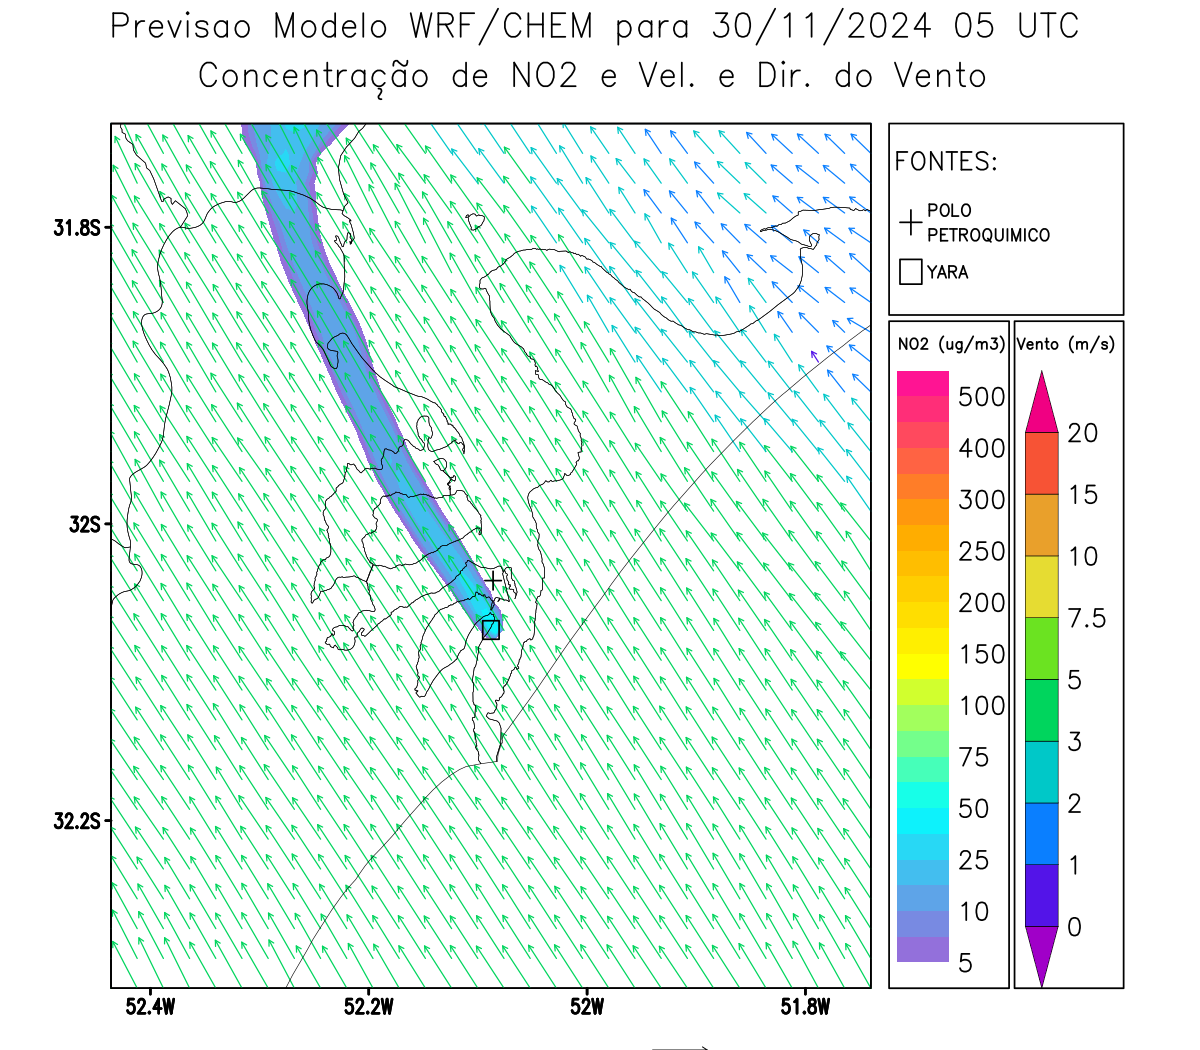 Previsao Modelo WRF/CHEM para 30/11/2024 05 UTC
Concentração de NO2 e Vel. e Dir. do Vento
31.8S
32S
32.2S
52.4W
52.2W
52W
51.8W
FONTES:
POLO
PETROQUIMICO
YARA
NO2 (ug/m3)
500
400
300
250
200
150
100
75
50
25
10
5
Vento (m/s)
20
15
10
7.5
5
3
2
1
0